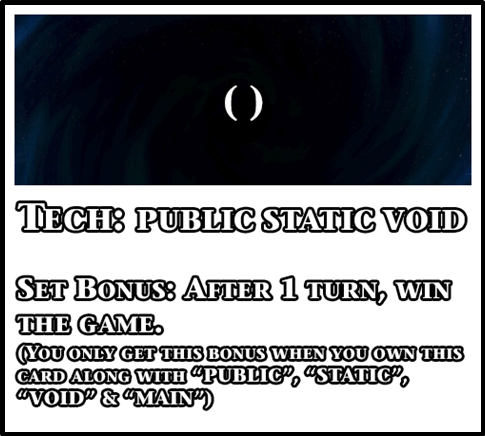 ( )
Tech: public static void
Set Bonus: After 1 turn, win
the game.
(You only get this bonus when you own this
card along with “public”, “static”,
“void” & “main”)